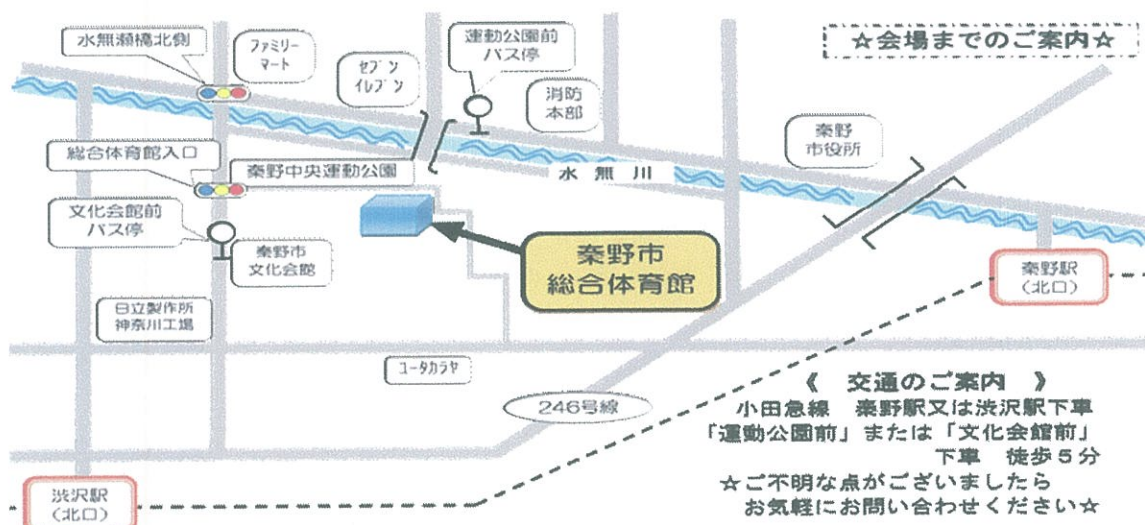 ☆会場までのご案内☆
水無瀬橋北側
ファミリー
マート
セブン
イレブン
運動公園前
バス停
消防
本部
秦野
市役所
総合体育館入口
秦野中央運動公園
水無川
文化会館前
バス停
秦野市
文化会館
秦野市
総合体育館
秦野駅
(北口)
日立製作所
神奈川工場
ユータカラヤ
246号線
渋沢駅
(北口)
《 交通のご案内 》
小田急線 秦野駅又は渋沢駅下車
「運動公園前」または「文化会館前」
下車 徒歩5分
☆ご不明な点がございましたら
お気軽にお問い合わせください☆